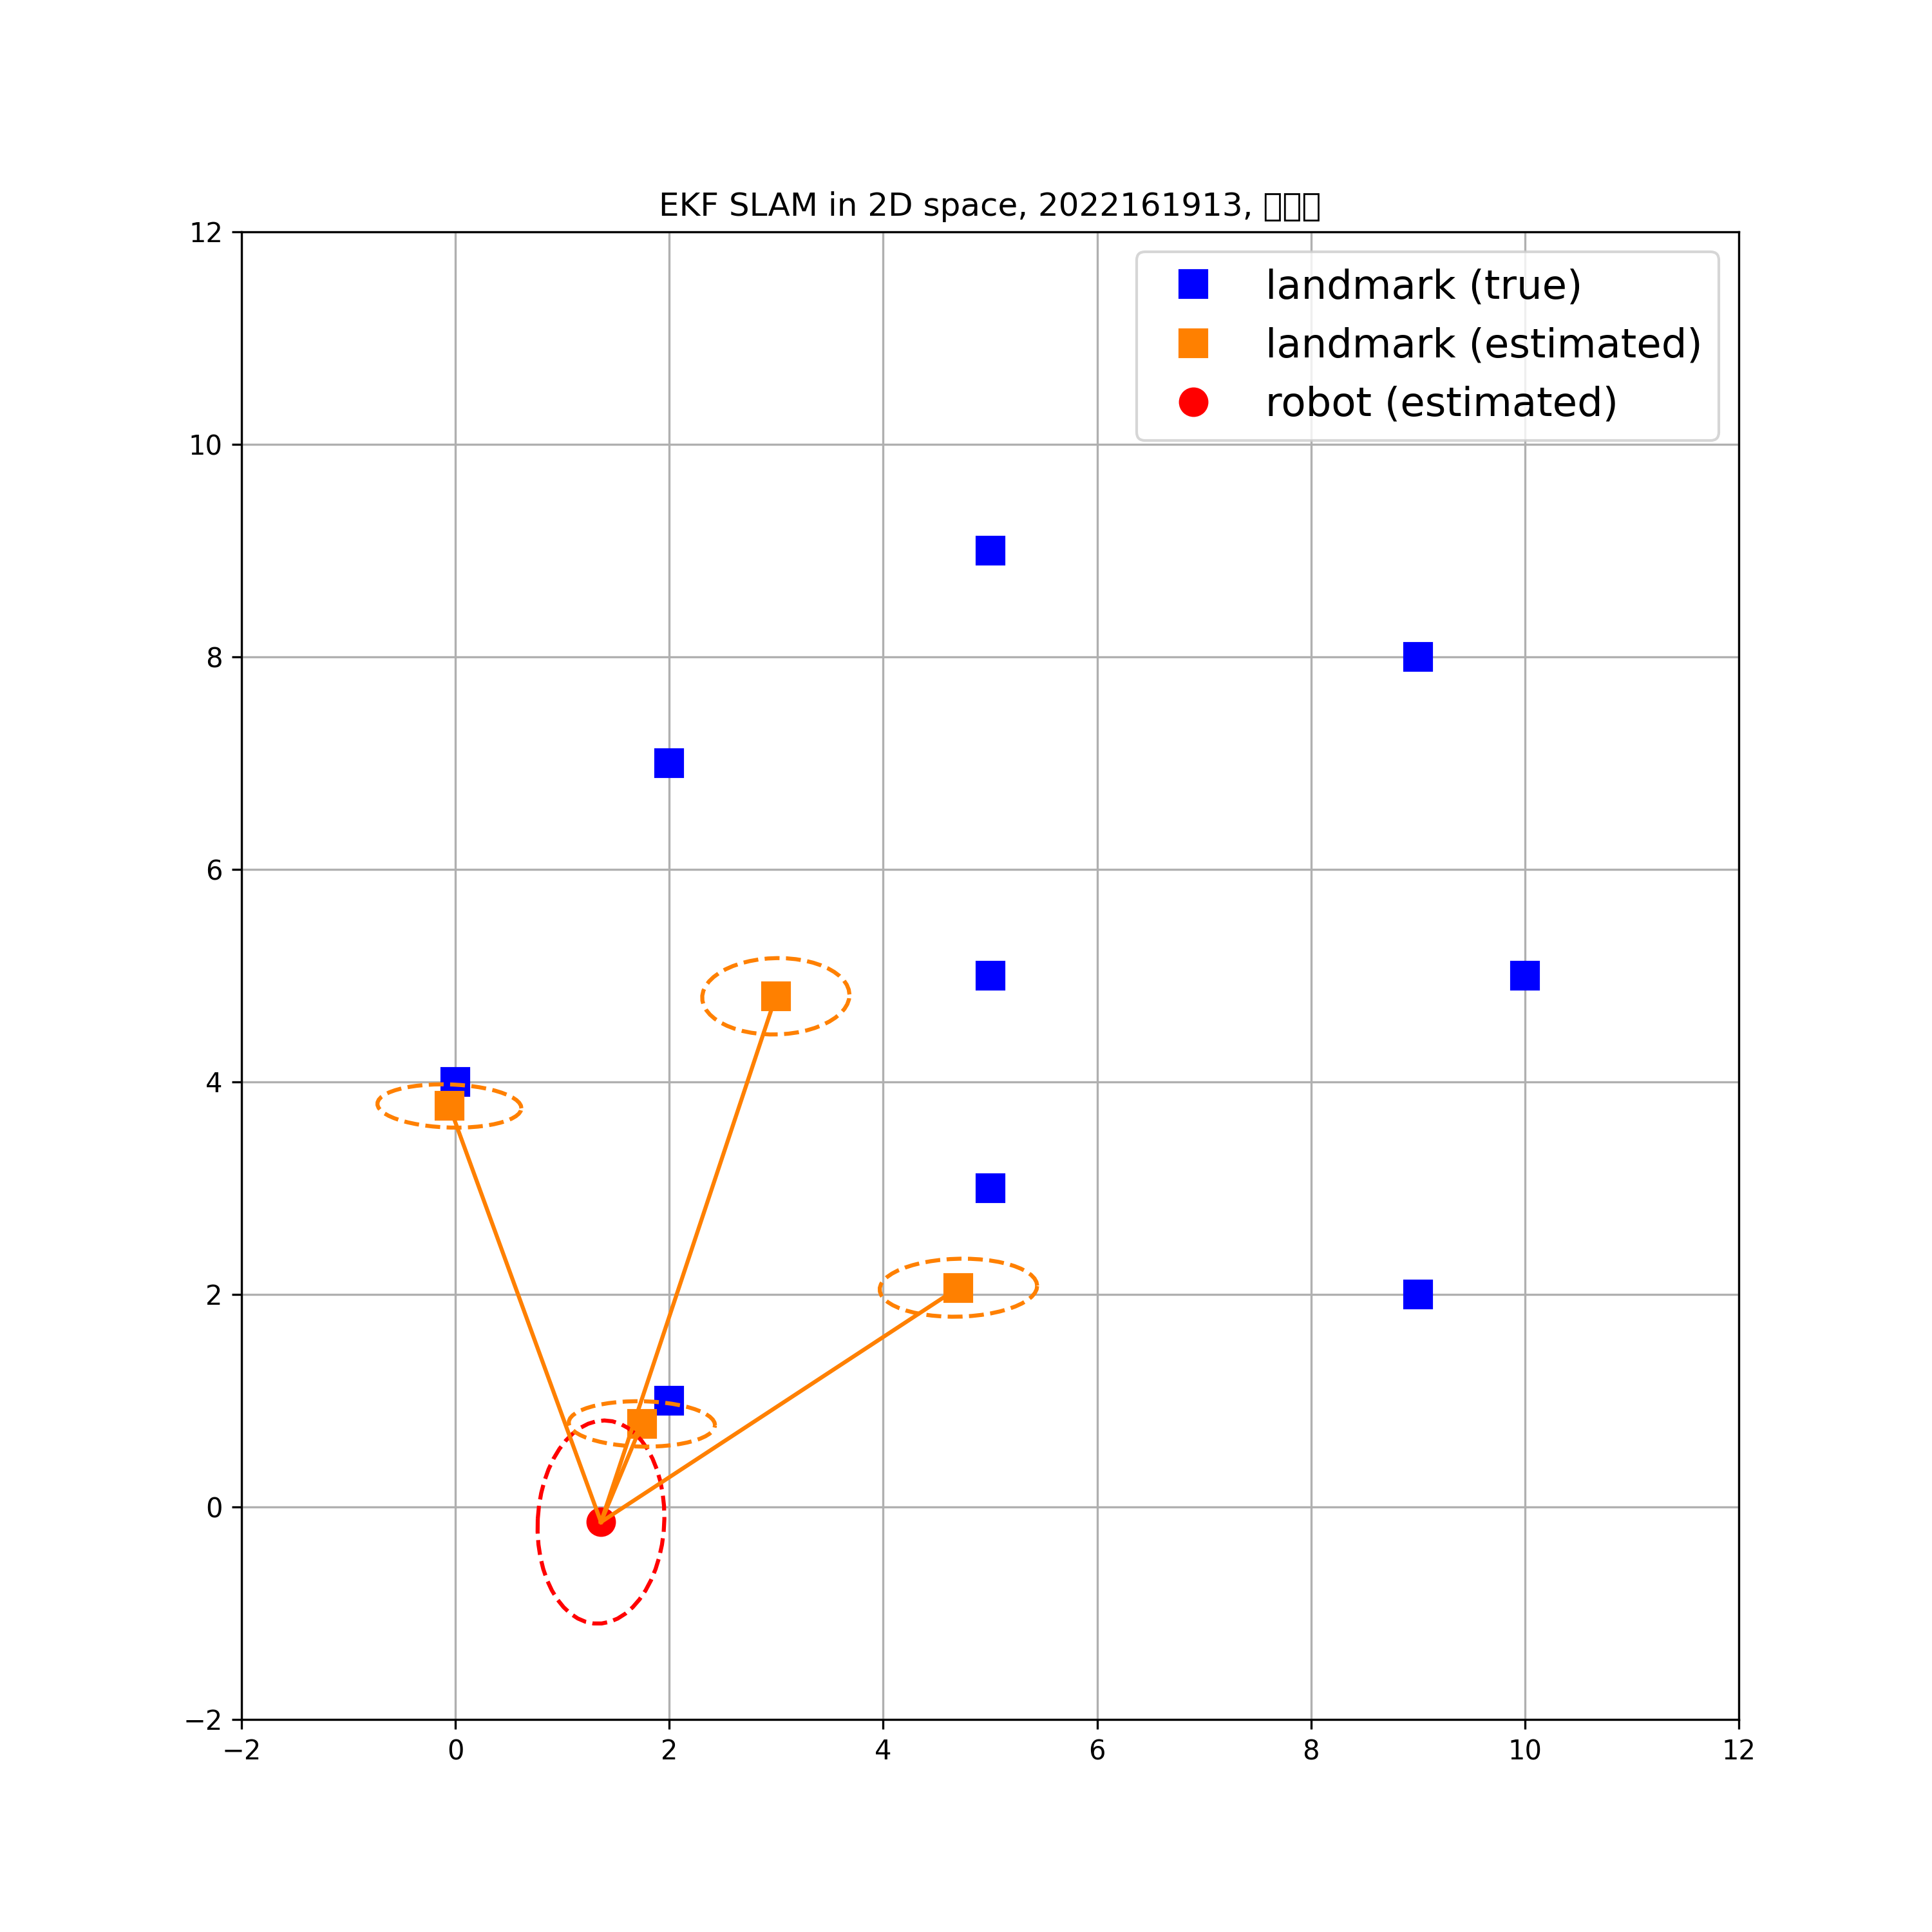 EKF SLAM in 2D space, 2022161913,
landmark (true)
landmark (estimated)
robot (estimated)
12
10
8
6
4
2
0
−2
−2 0 2 4 6 8 10 12